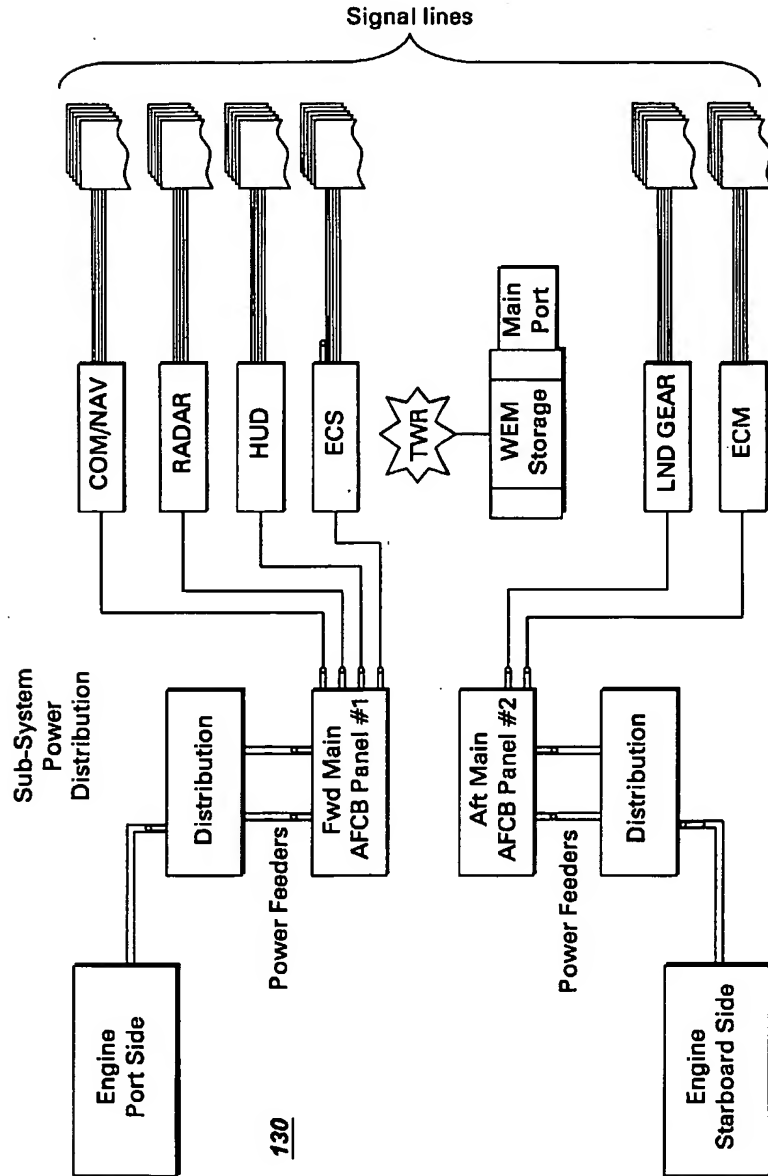 Signal lines
COM/NAV
RADAR
HUD
ECS
TWR
WEM
Storage
Main
Port
LND GEAR
ECM
Sub-System
Power
Distribution
Distribution
Fwd Main
AFCB Panel #1
Power Feeders
Aft Main
AFCB Panel #2
Distribution
Power Feeders
Engine
Port Side
130
Engine
Starboard Side